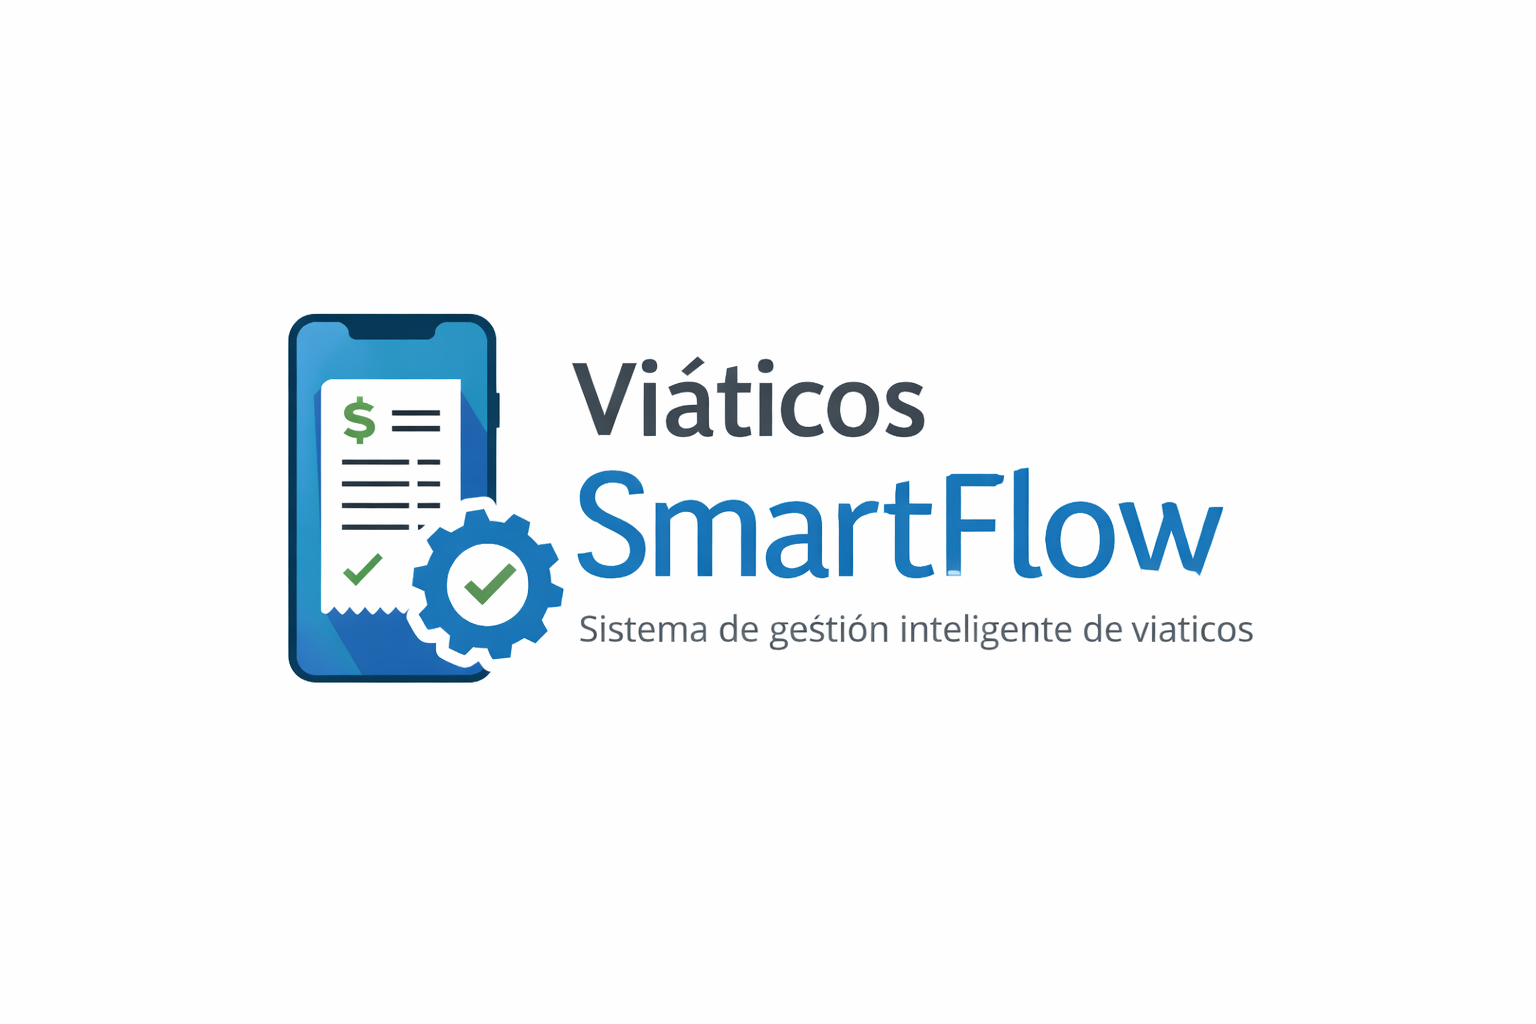 $
Viáticos
SmartFlow
Sistema de geśtión inteligente de viaticos